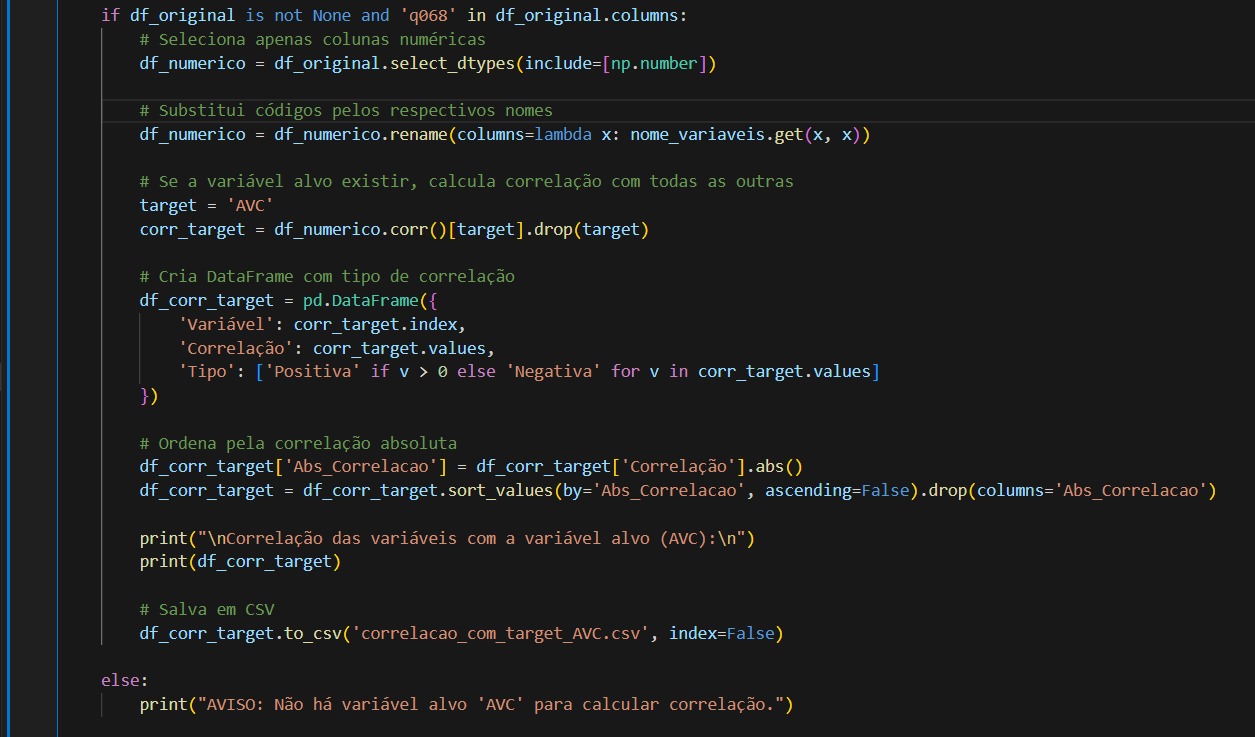 if df_original is not None and 'q068' in df_original.columns:
    # Seleciona apenas colunas numéricas
    df_numerico = df_original.select_dtypes(include=[np.number])

    # Substitui códigos pelos respectivos nomes
    df_numerico = df_numerico.rename(columns=lambda x: nome_variaveis.get(x, x))

    # Se a variável alvo existir, calcula correlação com todas as outras
    target = 'AVC'
    corr_target = df_numerico.corr()[target].drop(target)

    # Cria DataFrame com tipo de correlação
    df_corr_target = pd.DataFrame({
        'Variável': corr_target.index,
        'Correlação': corr_target.values,
        'Tipo': ['Positiva' if v > 0 else 'Negativa' for v in corr_target.values]
    })

    # Ordena pela correlação absoluta
    df_corr_target['Abs_Correlacao'] = df_corr_target['Correlação'].abs()
    df_corr_target = df_corr_target.sort_values(by='Abs_Correlacao', ascending=False).drop(columns='Abs_Correlacao')

    print("\nCorrelação das variáveis com a variável alvo (AVC):\n")
    print(df_corr_target)

    # Salva em CSV
    df_corr_target.to_csv('correlacao_com_target_AVC.csv', index=False)

else:
    print("AVISO: Não há variável alvo 'AVC' para calcular correlação.")